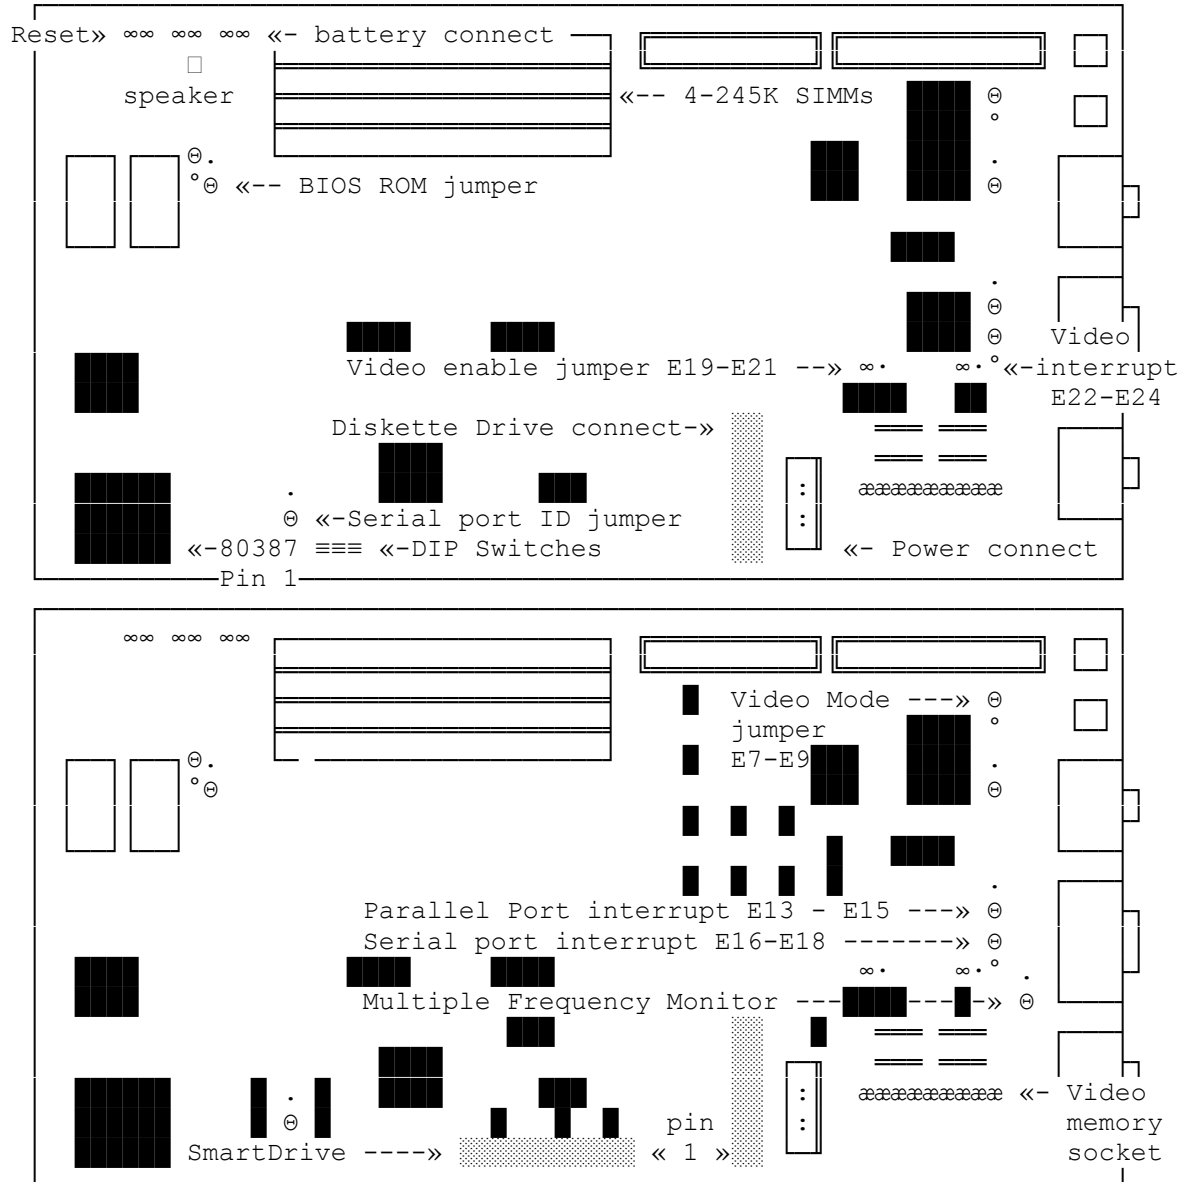 Reset» ∞∞ ∞∞ ∞∞ «- battery connect
speaker
«-- 4-245K SIMMs
«-- BIOS ROM jumper
Video
Video enable jumper E19-E21 --» «-interrupt
E22-E24
Diskette Drive connect-»
æææææææææ
«-Serial port ID jumper
«-80387 ≡≡≡ «-DIP Switches
«- Power connect
Pin 1
∞∞ ∞∞ ∞∞
Video Mode ---»
jumper
E7-E9
Parallel Port interrupt E13 - E15 ---»
Serial port interrupt E16-E18 -------»
Multiple Frequency Monitor --- --- -»
æææææææææ «- Video
pin memory
SmartDrive ----» « 1 » socket